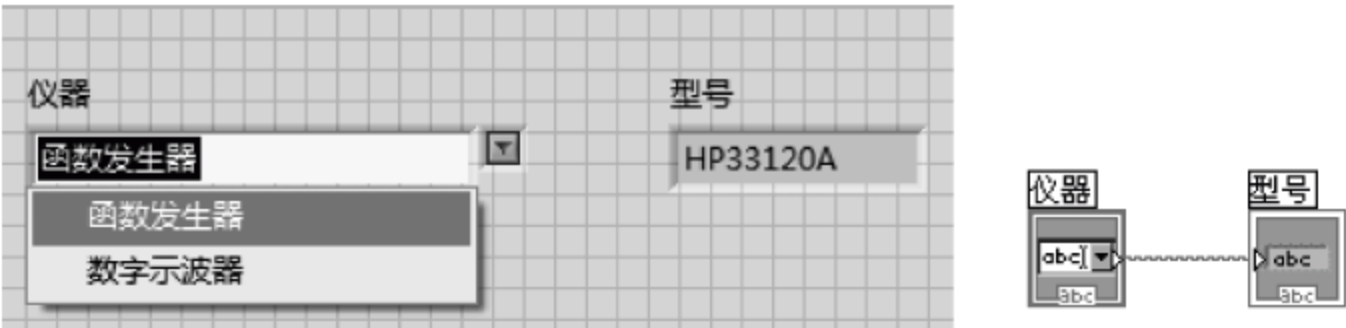 仪器
型号
函数发生器
HP33120A
函数发生器
数字示波器
仪器
型号
abc
abc
abc
abc